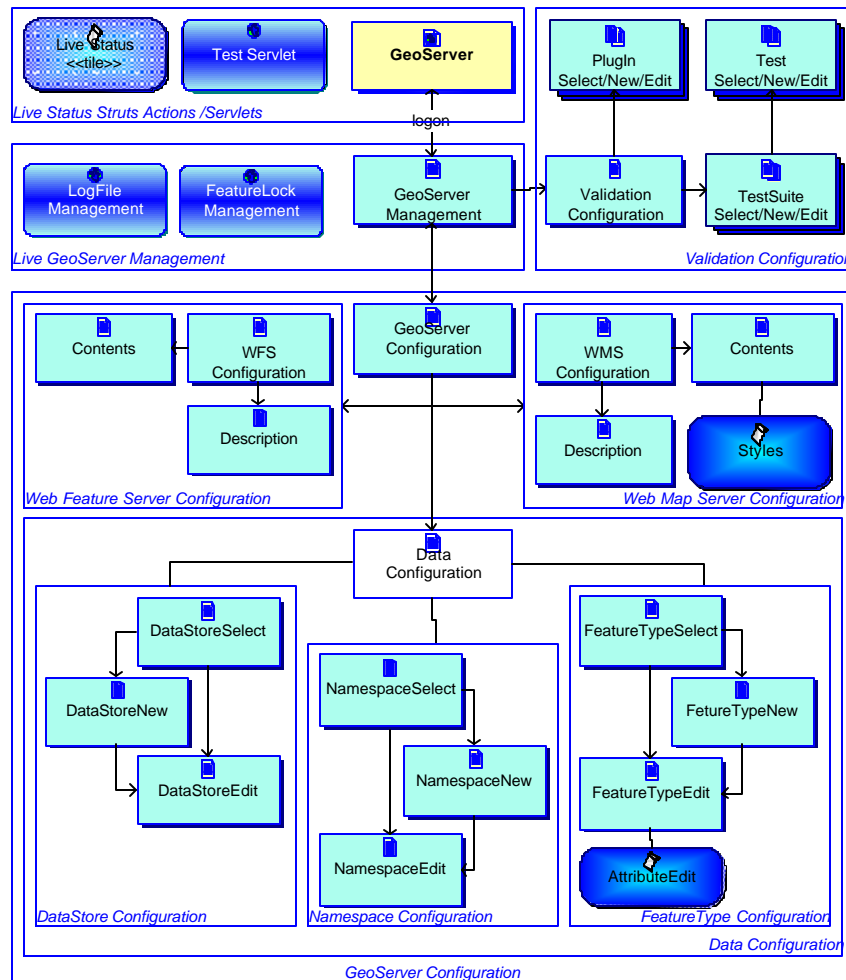 Live Status
<<tile>>
Test Servlet
GeoServer
Live Status Struts Actions /Servlets
PlugIn
Select/New/Edit
Test
Select/New/Edit
logon
LogFile
Management
FeatureLock
Management
GeoServer
Management
Live GeoServer Management
Validation
Configuration
TestSuite
Select/New/Edit
Validation Configuration
Contents
WFS
Configuration
Description
Web Feature Server Configuration
GeoServer
Configuration
WMS
Configuration
Contents
Description
Styles
Web Map Server Configuration
Data
Configuration
DataStoreSelect
DataStoreNew
DataStoreEdit
DataStore Configuration
NamespaceSelect
NamespaceNew
NamespaceEdit
Namespace Configuration
FeatureTypeSelect
FetureTypeNew
FeatureTypeEdit
AttributeEdit
FeatureType Configuration
Data Configuration
GeoServer Configuration